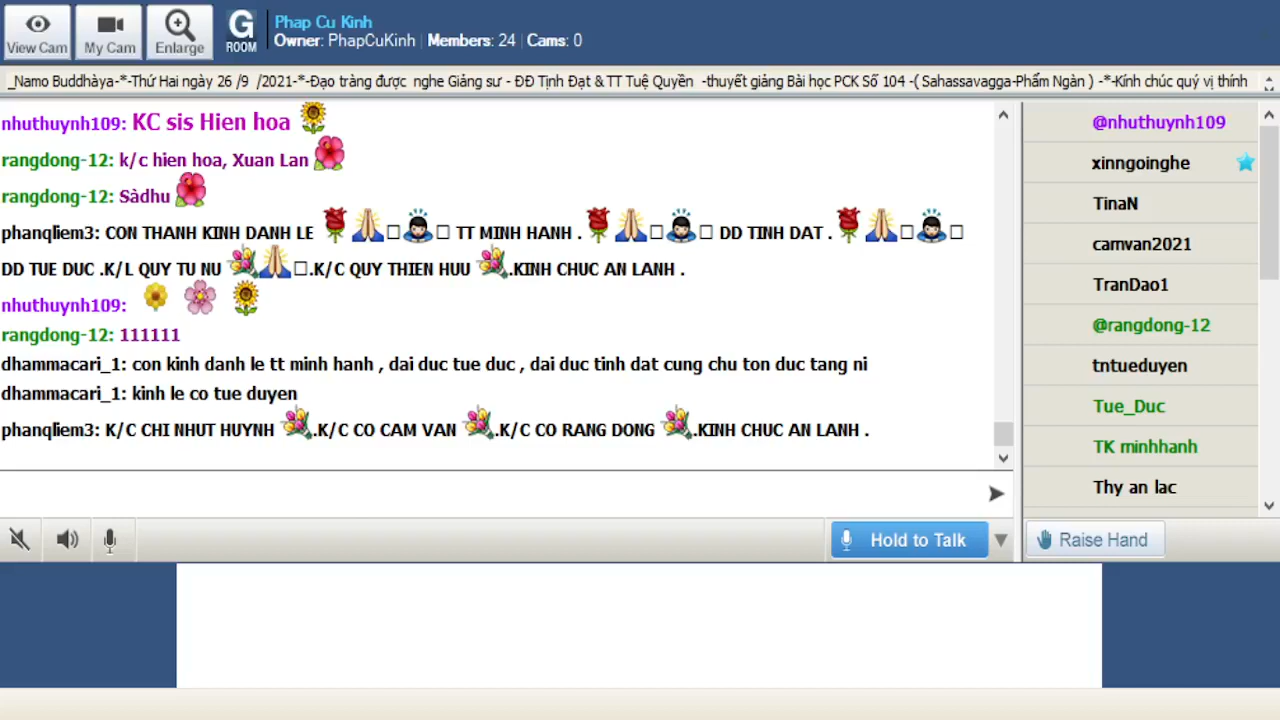 View Cam
My Cam
Enlarge
G ROOM
Phap Cu Kinh
Owner: PhapCuKinh | Members: 24 | Cams: 0
_Namo Buddhàya-*-Thứ Hai ngày 26 /9 /2021-*-Đạo tràng được nghe Giảng sư - ĐĐ Tịnh Đạt & TT Tuệ Quyền -thuyết giảng Bài học PCK Số 104 -( Sahassavagga-Phẩm Ngàn ) -*-Kính chúc quý vị thính
nhuthuynh109: KC sis Hien hoa
rangdong-12: k/c hien hoa, Xuan Lan
rangdong-12: Sàdhu
phanqliem3: CON THANH KINH DANH LE TT MINH HANH . DD TINH DAT .
DD TUE DUC .K/L QUY TU NU .K/C QUY THIEN HUU .KINH CHUC AN LANH .
nhuthuynh109:
rangdong-12: 111111
dhammacari_1: con kinh danh le tt minh hanh , dai duc tue duc , dai duc tinh dat cung chu ton duc tang ni
dhammacari_1: kinh le co tue duyen
phanqliem3: K/C CHI NHUT HUYNH .K/C CO CAM VAN .K/C CO RANG DONG .KINH CHUC AN LANH .
@nhuthuynh109
xinngoinghe
TinaN
camvan2021
TranDao1
@rangdong-12
tntueduyen
Tue_Duc
TK minhhanh
Thy an lac
Hold to Talk
Raise Hand